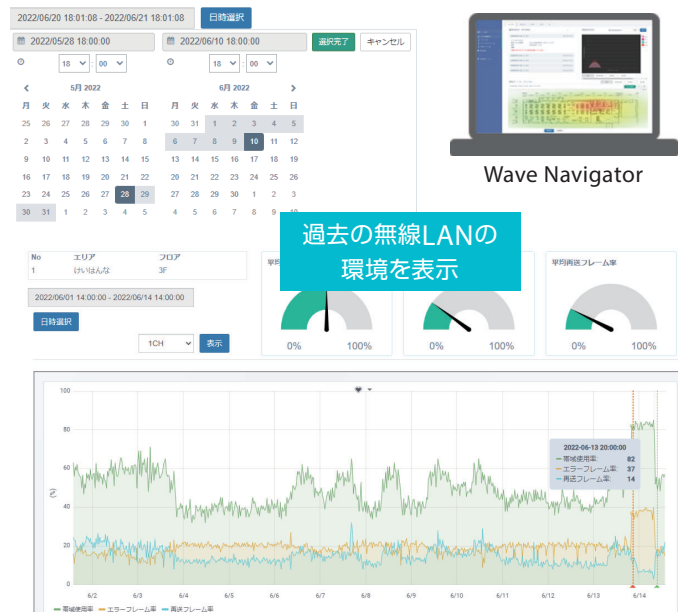 2022/06/20 18:01:08 - 2022/06/21 18:01:08
日時選択
2022/05/28 18:00:00
2022/06/10 18:00:00
選択完了
キャンセル
18 : 00
18 : 00
5月 2022
6月 2022
月 火 水 木 金 土 日
月 火 水 木 金 土 日
25 26 27 28 29 30 1
30 31 1 2 3 4 5
2 3 4 5 6 7 8
6 7 8 9 10 11 12
9 10 11 12 13 14 15
13 14 15 16 17 18 19
16 17 18 19 20 21 22
20 21 22 23 24 25 26
23 24 25 26 27 28 29
27 28 29 30 1 2 3
30 31 1 2 3 4 5
4 5 6 7 8 9 10
Wave Navigator
過去の無線LANの
環境を表示
No エリア フロア
1 けいはんな 3F
2022/06/01 14:00:00 - 2022/06/14 14:00:00
日時選択
1CH
表示
0% 100%
0% 100%
平均再送フレーム率
0% 100%
100
80
60
(%)
40
20
0
2022-06-13 20:00:00
帯域使用率: 82
エラーフレーム率: 37
再送フレーム率: 14
6/2 6/3 6/4 6/5 6/6 6/7 6/8 6/9 6/10 6/11 6/12 6/13 6/14
帯域使用率 エラーフレーム率 再送フレーム率